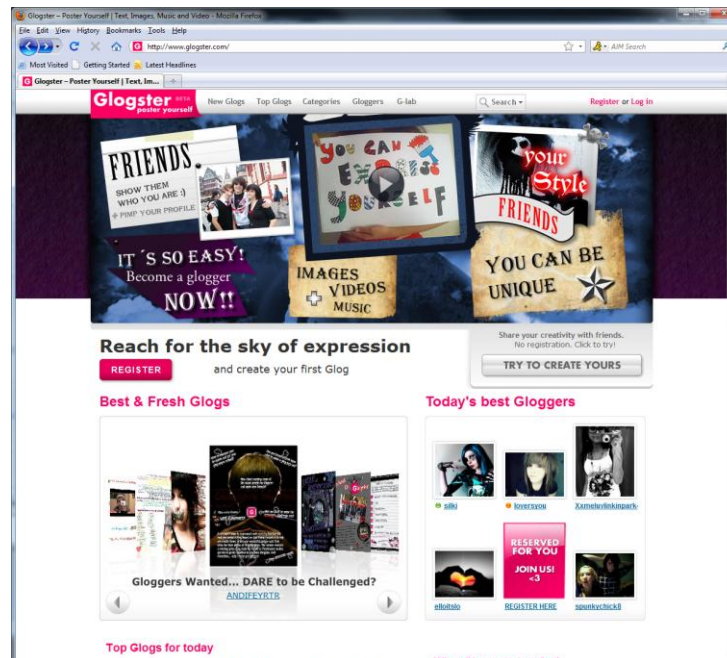 Glogster – Poster Yourself | Text, Images, Music and Video - Mozilla Firefox
File Edit View History Bookmarks Tools Help
http://www.glogster.com/
AIM Search
Most Visited Getting Started Latest Headlines
Glogster – Poster Yourself | Text, Im...
Glogster BETA
poster yourself
New Glogs Top Glogs Categories Gloggers G-lab
Search
Register or Log in
FRIENDS
SHOW THEM
WHO YOU ARE :)
+ PIMP YOUR PROFILE
YOU CAN
EXPRESS
YOURSELF
your
Style
FRIENDS
IT´S SO EASY!
Become a glogger
NOW!!
IMAGES
VIDEOS
MUSIC
YOU CAN BE
UNIQUE
Reach for the sky of expression
REGISTER
and create your first Glog
Share your creativity with friends.
No registration. Click to try!
TRY TO CREATE YOURS
Best & Fresh Glogs
Today's best Gloggers
silki
loversyou
Xxmeluvlinkinpark-
Gloggers Wanted... DARE to be Challenged?
ANDIFEYRTR
RESERVED
FOR YOU
JOIN US!
<3
elloitsio
REGISTER HERE
spunkychick8
Top Glogs for today